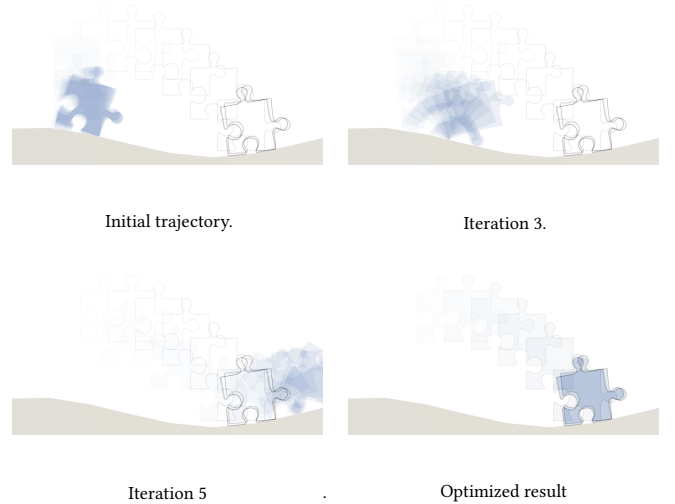 Initial trajectory.
Iteration 3.
Iteration 5
.
Optimized result